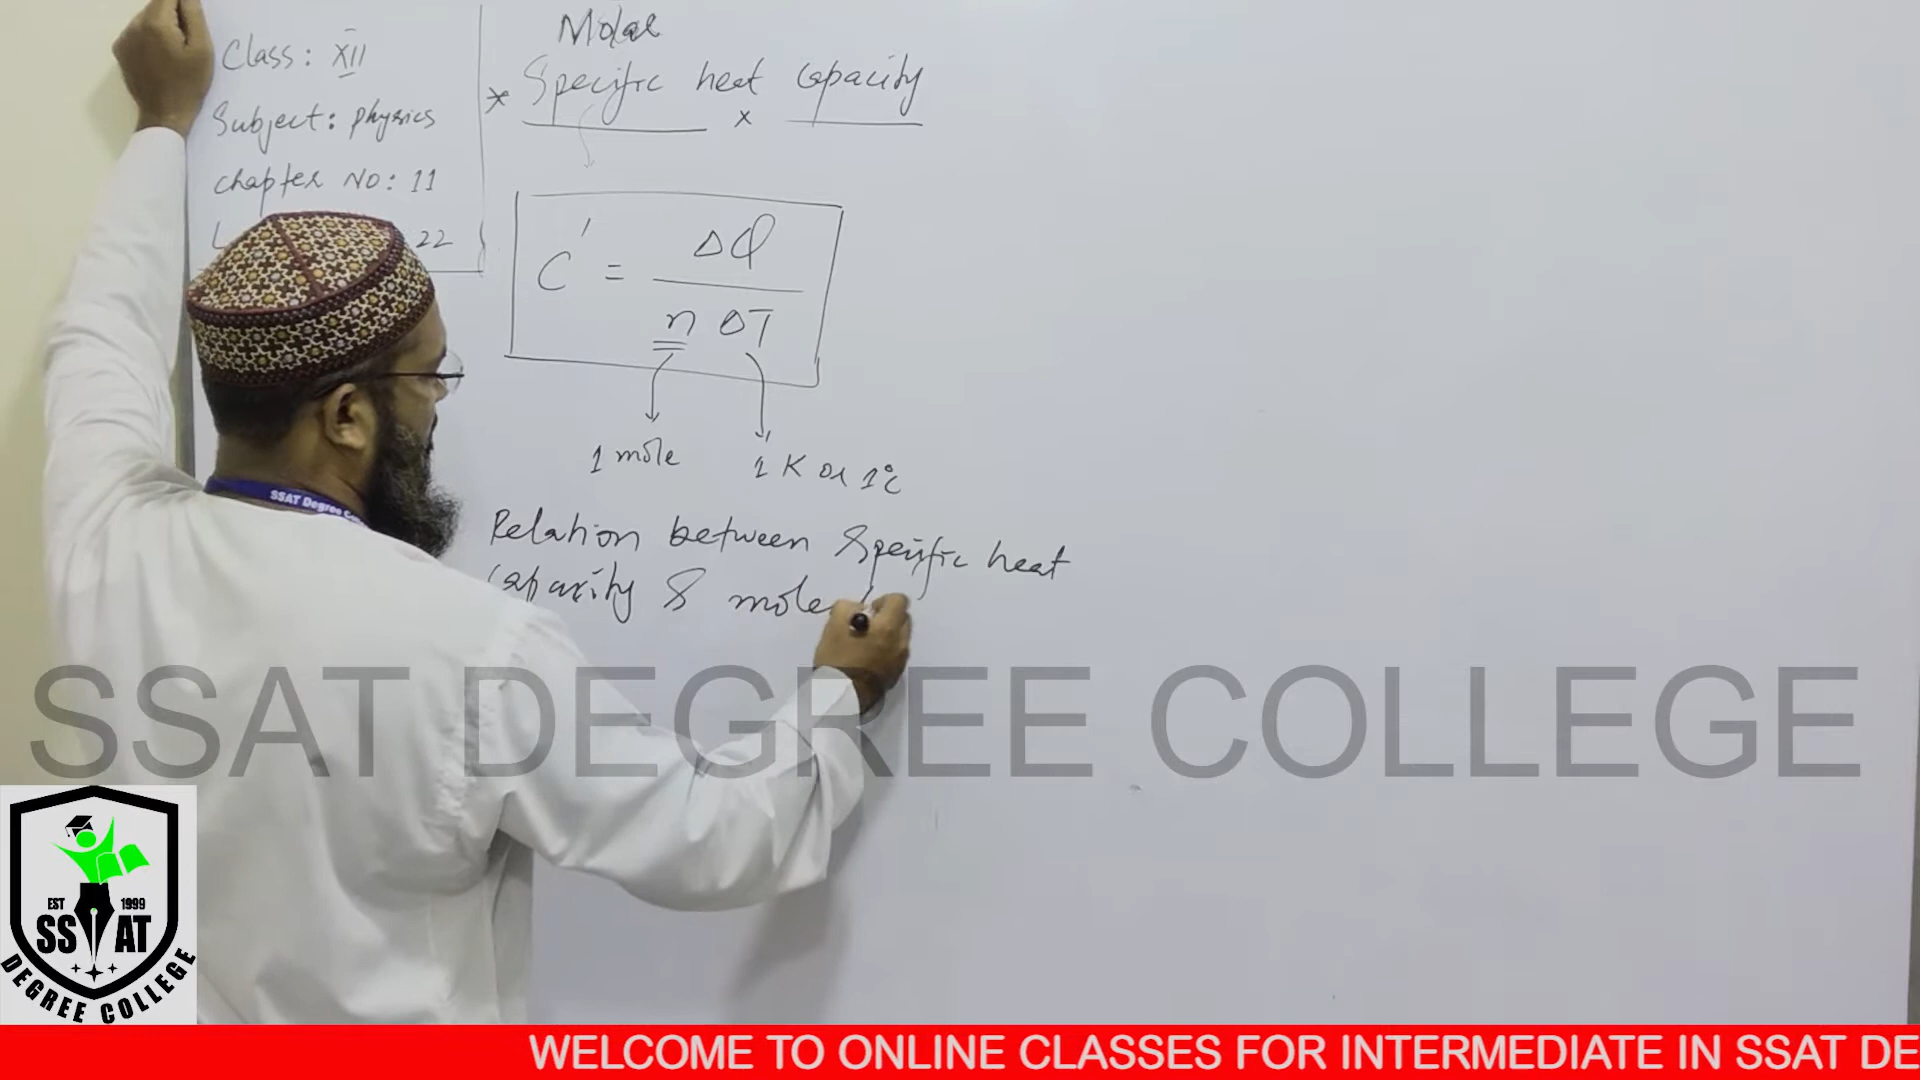 Class: XII
Subject: physics
chapter No: 11
22
Molar
* Specific heat capacity
x
C' = ΔQ / n ΔT
1 mole
1 K or 1°C
Relation between Specific heat
capacity &
SSAT Degree
SSAT DEGREE COLLEGE
EST 1999
SSAT
DEGREE COLLEGE
WELCOME TO ONLINE CLASSES FOR INTERMEDIATE IN SSAT DE